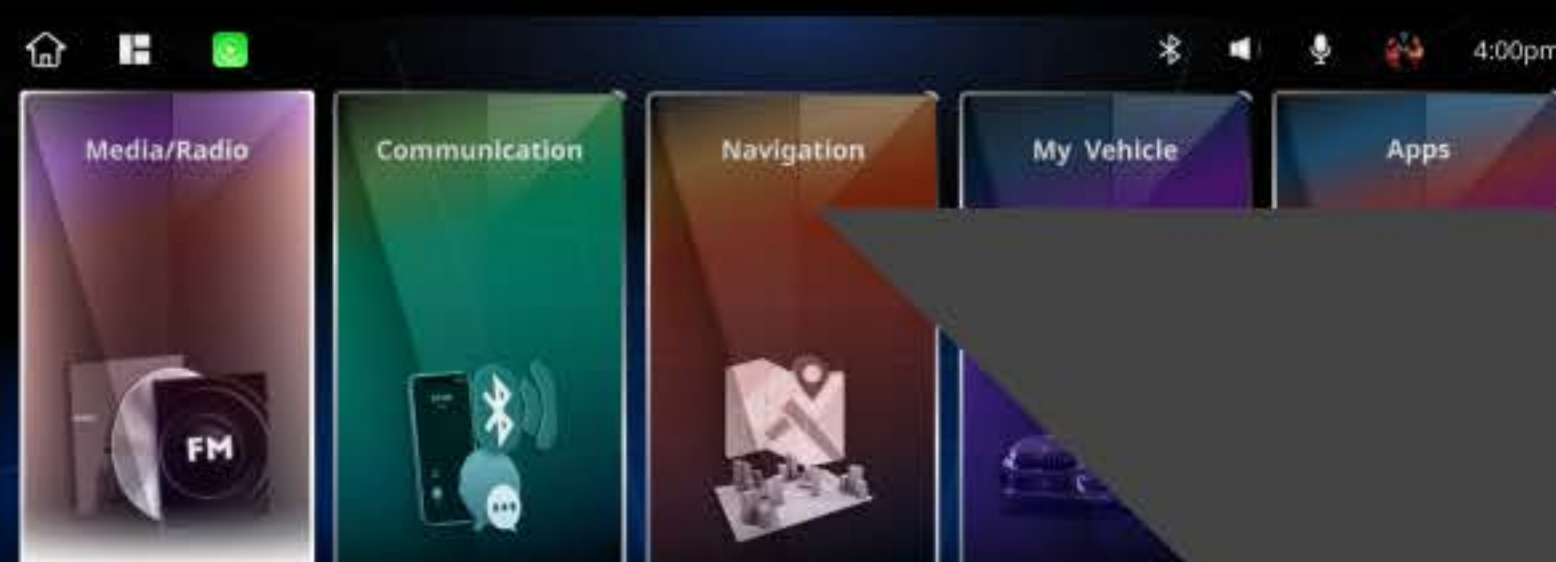 4:00pm
Media/Radio
Communication
Navigation
My Vehicle
Apps
FM